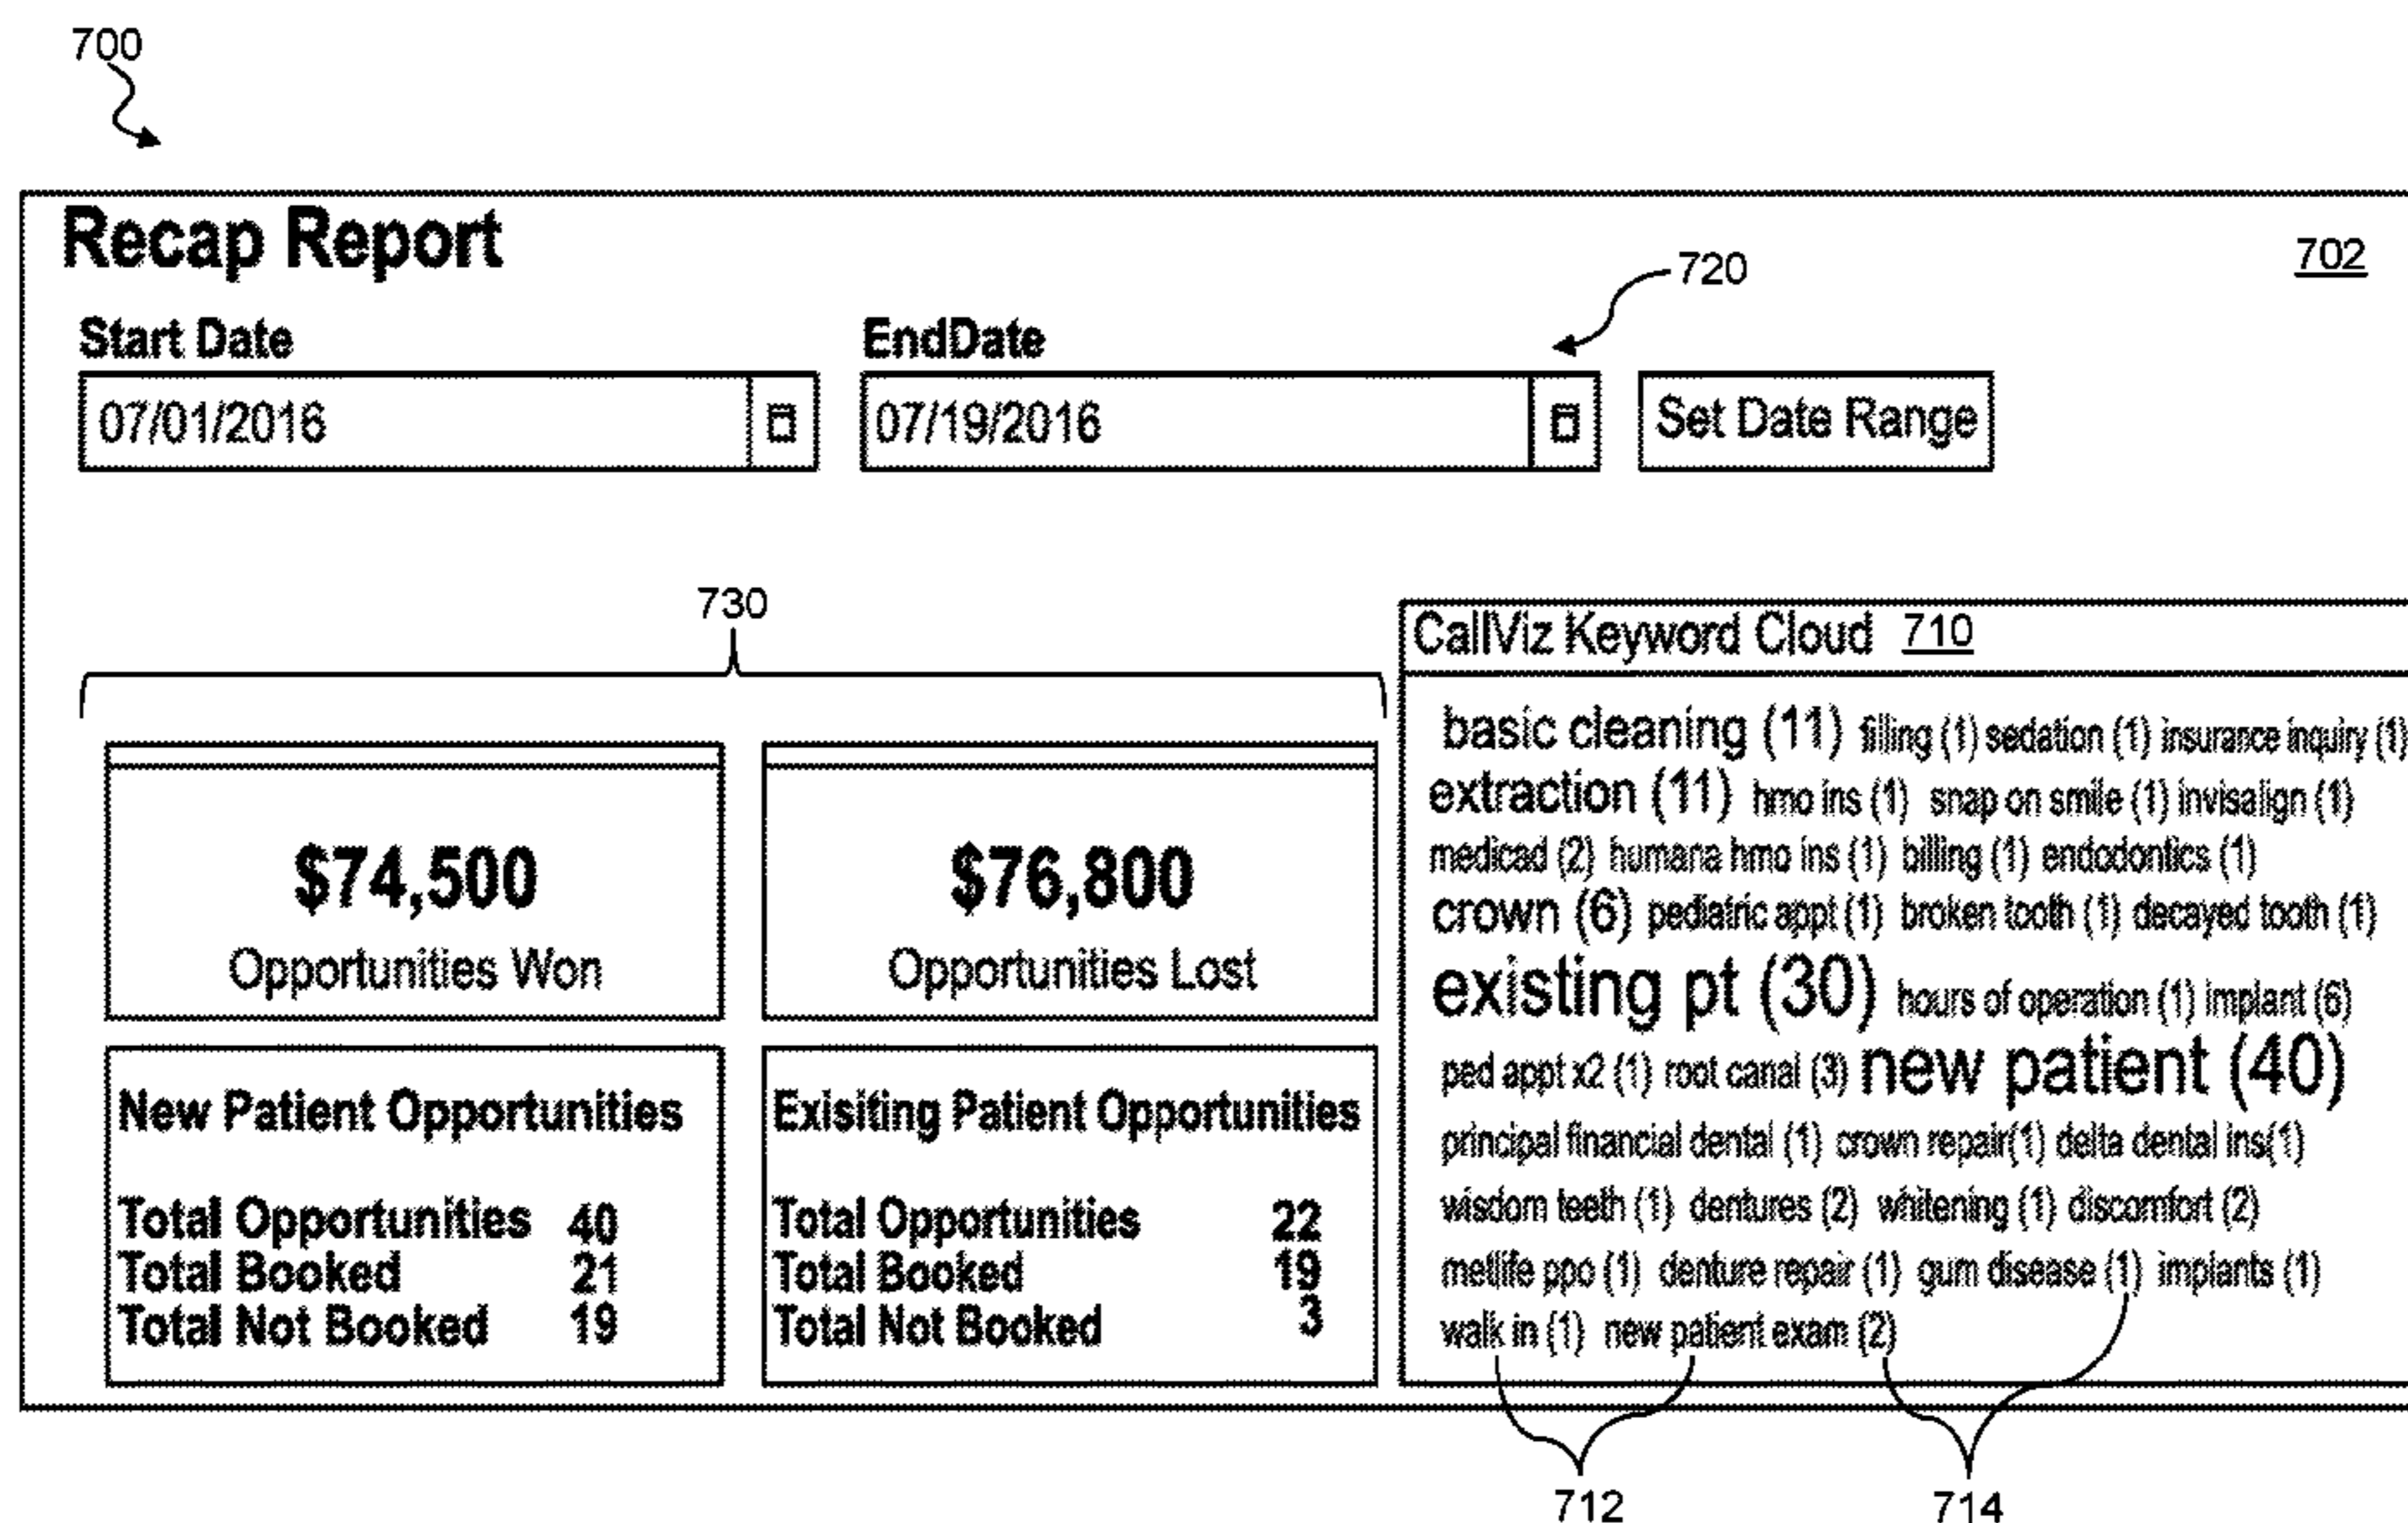 700
Recap Report
702
720
Start Date
EndDate
07/01/2016
07/19/2016
Set Date Range
730
CallViz Keyword Cloud 710
$74,500
Opportunities Won
$76,800
Opportunities Lost
New Patient Opportunities
Total Opportunities 40
Total Booked 21
Total Not Booked 19
Exisiting Patient Opportunities
Total Opportunities 22
Total Booked 19
Total Not Booked 3
basic cleaning (11) filling (1) sedation (1) insurance inquiry (1)
extraction (11) hmo ins (1) snap on smile (1) invisalign (1)
medicad (2) humana hmo ins (1) billing (1) endodontics (1)
crown (6) pediatric appt (1) broken tooth (1) decayed tooth (1)
existing pt (30) hours of operation (1) implant (6)
ped appt x2 (1) root canal (3) new patient (40)
principal financial dental (1) crown repair(1) delta dental ins(1)
wisdom teeth (1) dentures (2) whitening (1) discomfort (2)
metlife ppo (1) denture repair (1) gum disease (1) implants (1)
walk in (1) new patient exam (2)
712
714